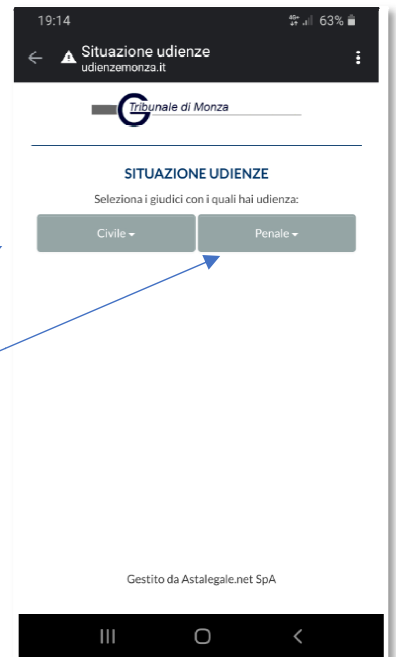 19:14
4G+ 63%
Situazione udienze
udienzemonza.it
Tribunale di Monza
SITUAZIONE UDIENZE
Seleziona i giudici con i quali hai udienza:
Civile
Penale
Gestito da Astalegale.net SpA